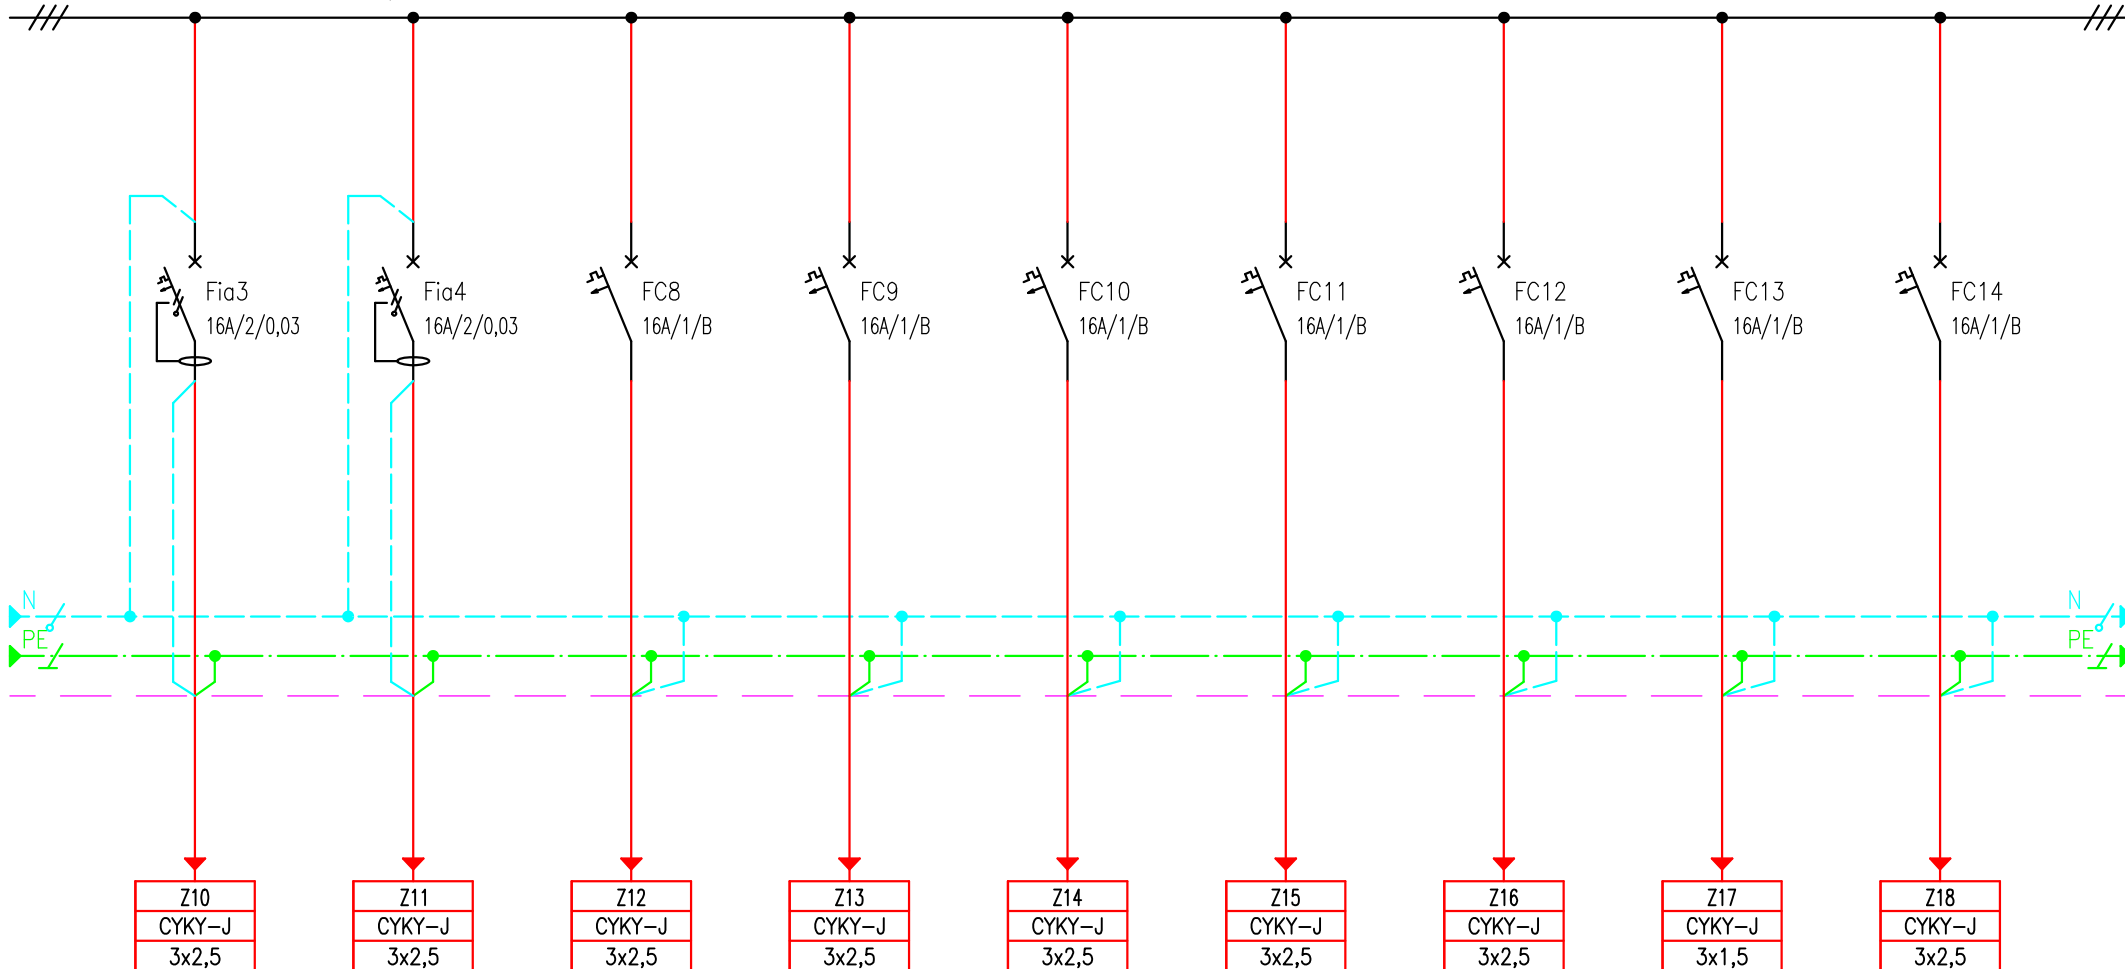 Fia3
16A/2/0,03
Fia4
16A/2/0,03
FC8
16A/1/B
FC9
16A/1/B
FC10
16A/1/B
FC11
16A/1/B
FC12
16A/1/B
FC13
16A/1/B
FC14
16A/1/B
N
PE
N
PE
Z10
CYKY-J
3x2,5
Z11
CYKY-J
3x2,5
Z12
CYKY-J
3x2,5
Z13
CYKY-J
3x2,5
Z14
CYKY-J
3x2,5
Z15
CYKY-J
3x2,5
Z16
CYKY-J
3x2,5
Z17
CYKY-J
3x1,5
Z18
CYKY-J
3x2,5